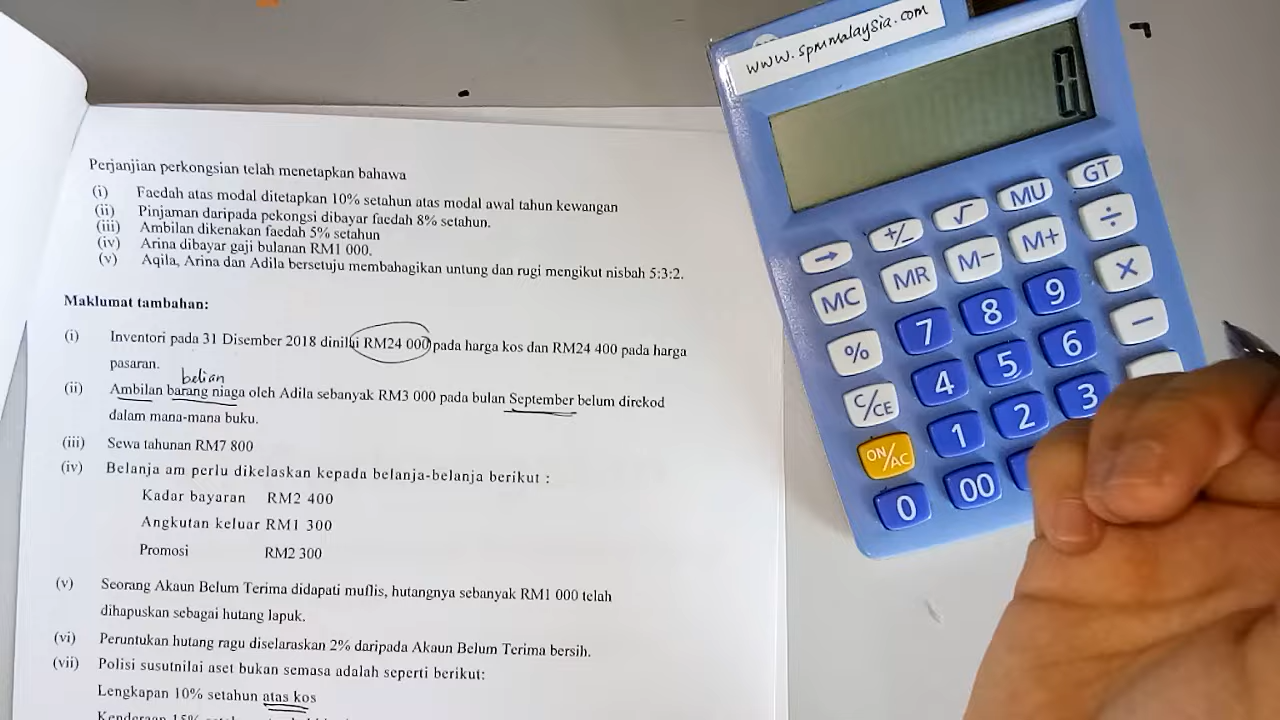 www.spmmalaysia.com
0
GT
MU
√
+/-
→
÷
M+
M-
MR
MC
×
9
8
7
%
−
6
5
4
C/CE
3
2
1
ON/AC
00
0
Perjanjian perkongsian telah menetapkan bahawa
(i) Faedah atas modal ditetapkan 10% setahun atas modal awal tahun kewangan
(ii) Pinjaman daripada pekongsi dibayar faedah 8% setahun.
(iii) Ambilan dikenakan faedah 5% setahun
(iv) Arina dibayar gaji bulanan RM1 000.
(v) Aqila, Arina dan Adila bersetuju membahagikan untung dan rugi mengikut nisbah 5:3:2.
Maklumat tambahan:
(i) Inventori pada 31 Disember 2018 dinilai RM24 000 pada harga kos dan RM24 400 pada harga
pasaran.
belian
(ii) Ambilan barang niaga oleh Adila sebanyak RM3 000 pada bulan September belum direkod
dalam mana-mana buku.
(iii) Sewa tahunan RM7 800
(iv) Belanja am perlu dikelaskan kepada belanja-belanja berikut :
Kadar bayaran RM2 400
Angkutan keluar RM1 300
Promosi RM2 300
(v) Seorang Akaun Belum Terima didapati muflis, hutangnya sebanyak RM1 000 telah
dihapuskan sebagai hutang lapuk.
(vi) Peruntukan hutang ragu diselaraskan 2% daripada Akaun Belum Terima bersih.
(vii) Polisi susutnilai aset bukan semasa adalah seperti berikut:
Lengkapan 10% setahun atas kos
Kenderaan 15%